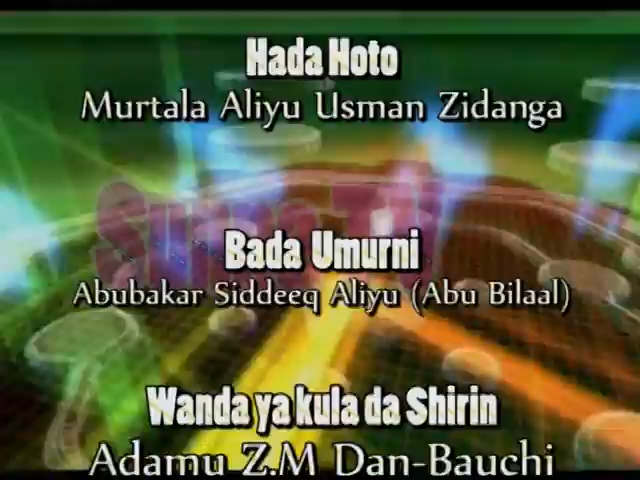 Hada Hoto
Murtala Aliyu Usman Zidanga
Bada Umurni
Abubakar Siddeeq Aliyu (Abu Bilaal)
Wanda ya kula da Shirin
Adamu Z.M Dan-Bauchi